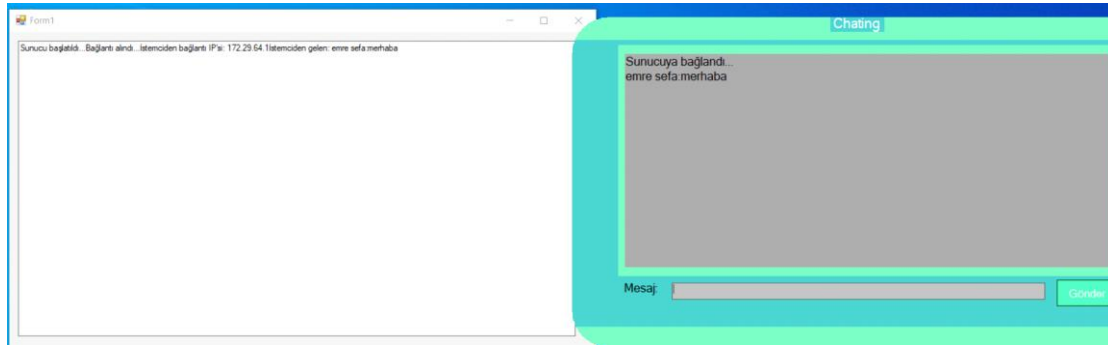 Form1
Sunucu başlatıldı...Bağlantı alındı...İstemciden bağlantı IP'si: 172.29.64.1İstemciden gelen: emre sefa:merhaba
Chating
Sunucuya bağlandı...
emre sefa:merhaba
Mesaj:
Gönder